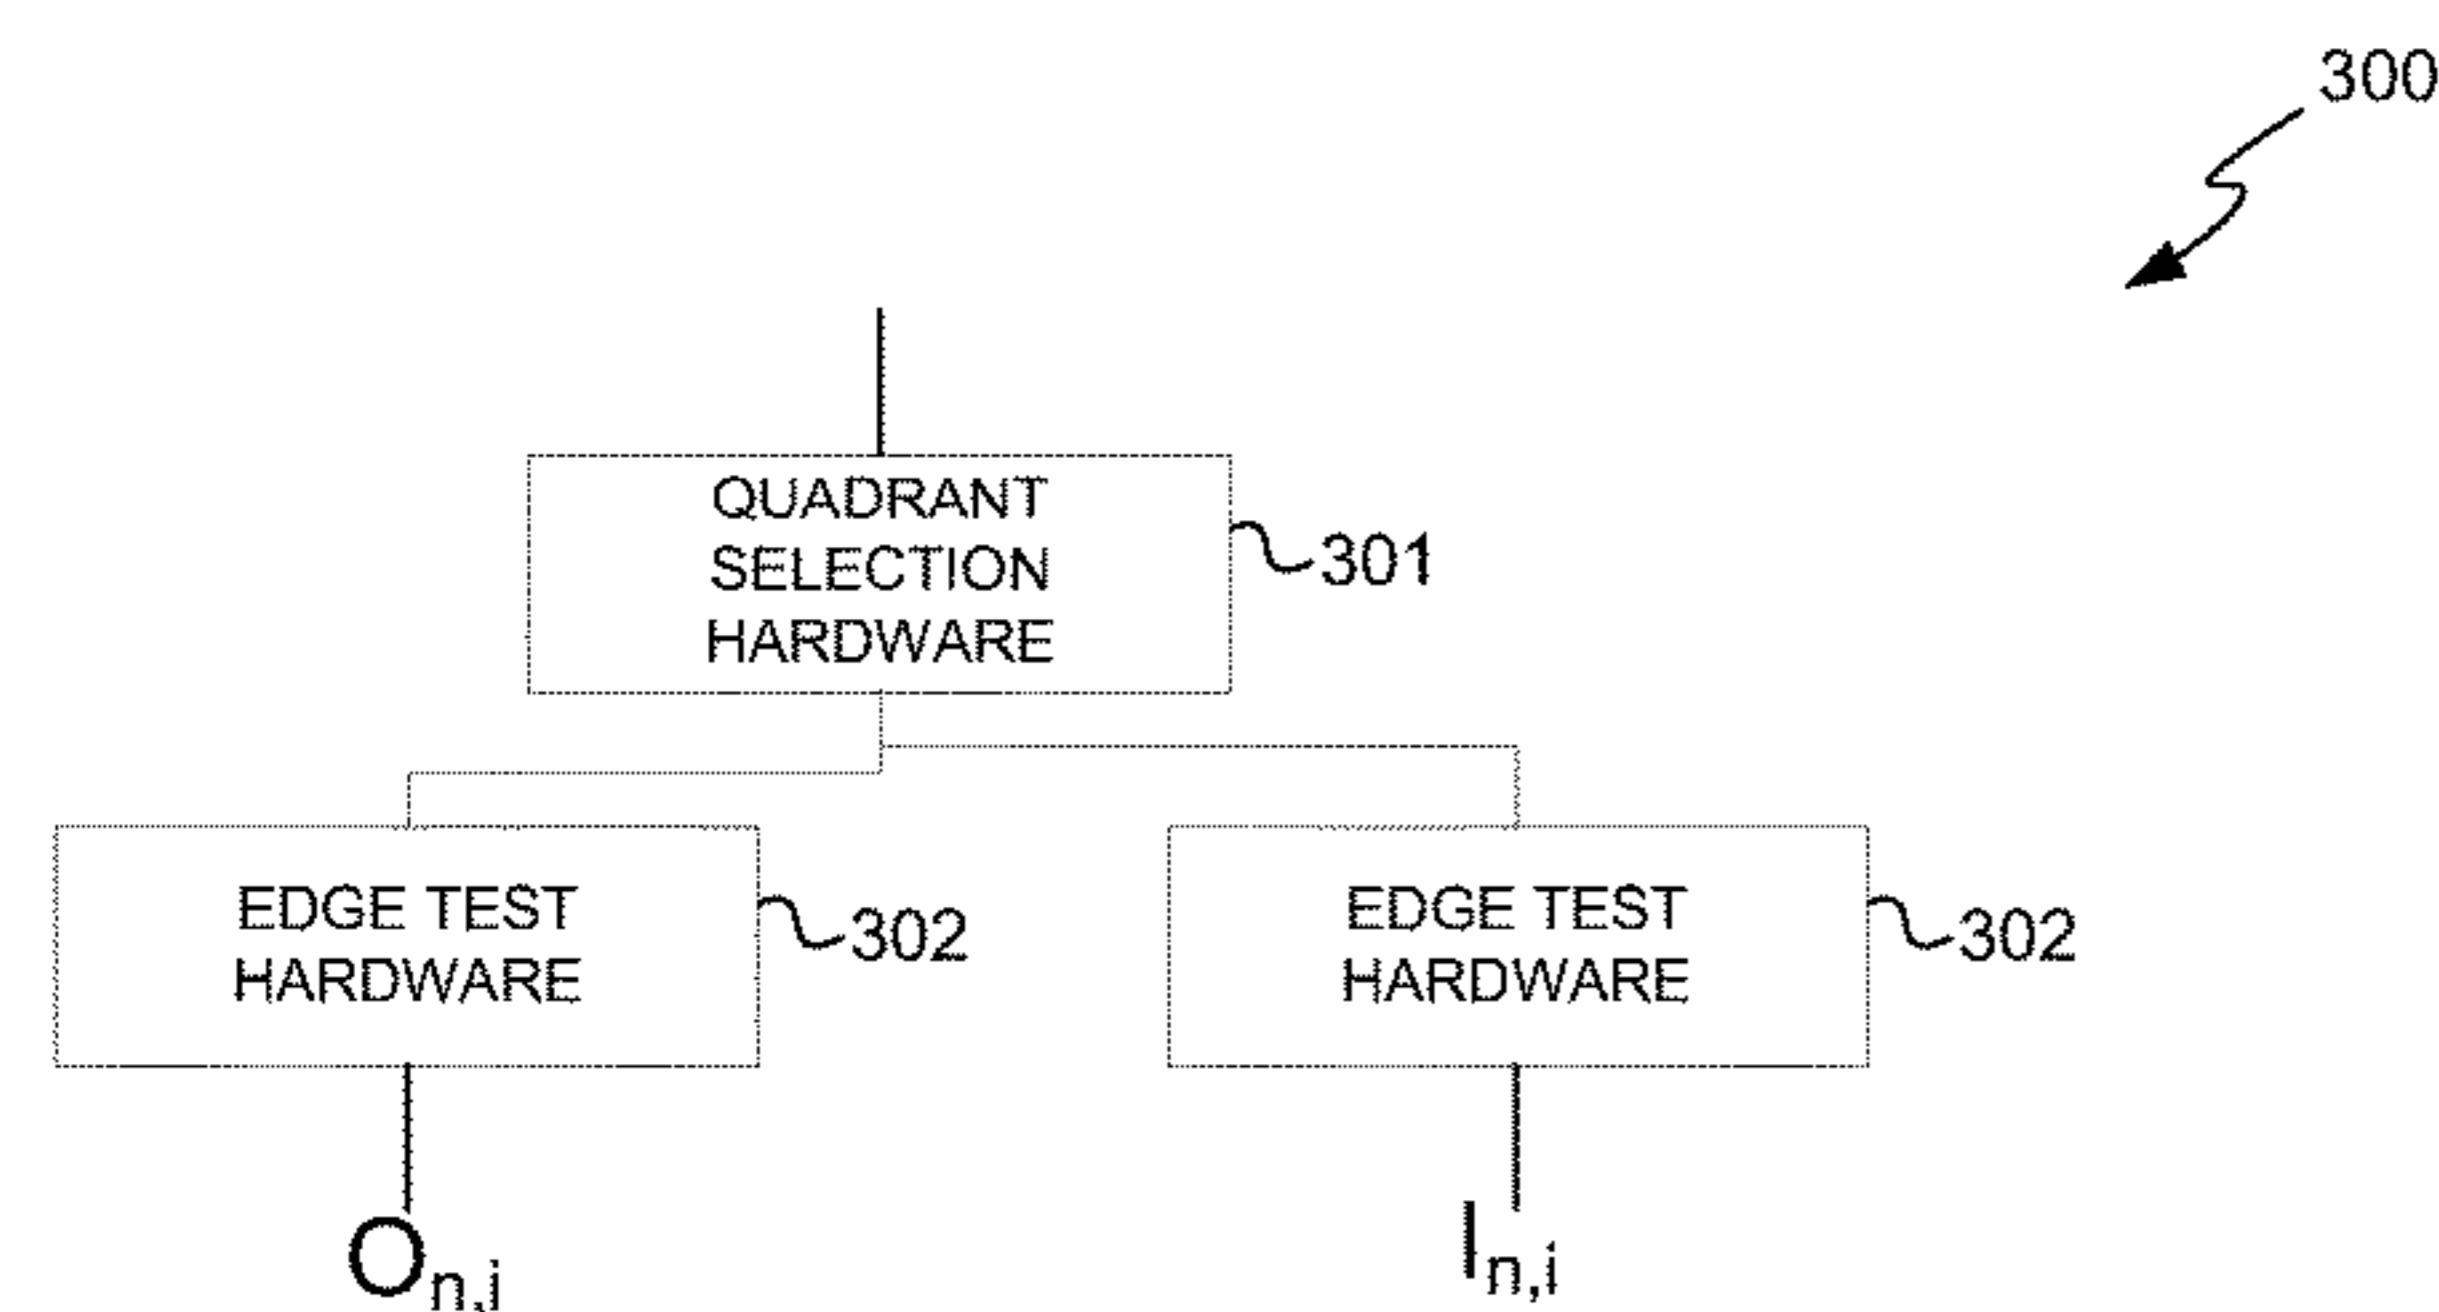 300
QUADRANT
SELECTION
HARDWARE
301
EDGE TEST
HARDWARE
302
EDGE TEST
HARDWARE
302
On,i
In,i